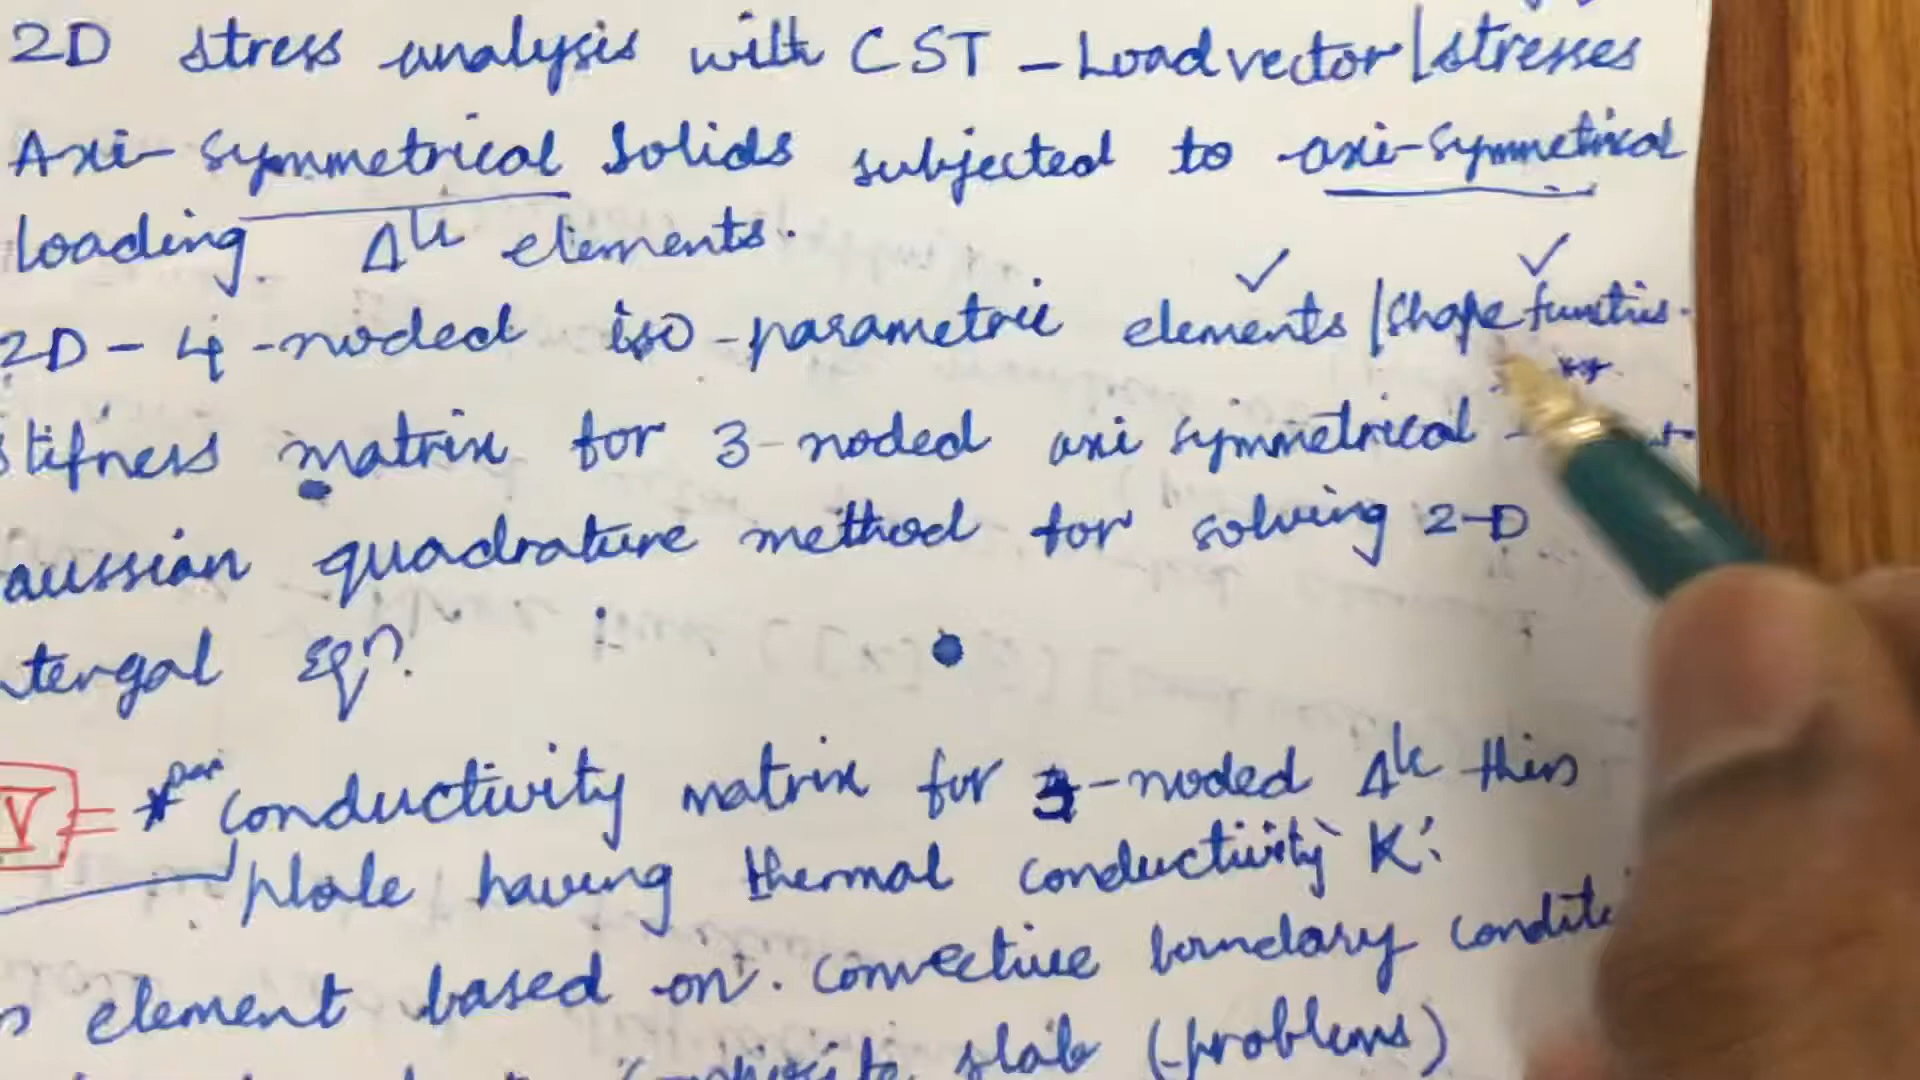 2D stress analysis with CST - Load vector/stresses
Axi-symmetrical Solids subjected to axi-symmetrical
loading. Δle elements.
2D - 4-noded iso-parametric elements / Shape functins.
stifness matrix for 3-noded axi symmetrical -
aussian quadrature method for solving 2-D
tergal Eqn.
V = * conductivity matrix for 3-noded Δle thin
plate having thermal conductivity 'K'.
element based on convective boundary condit
slab (problems)